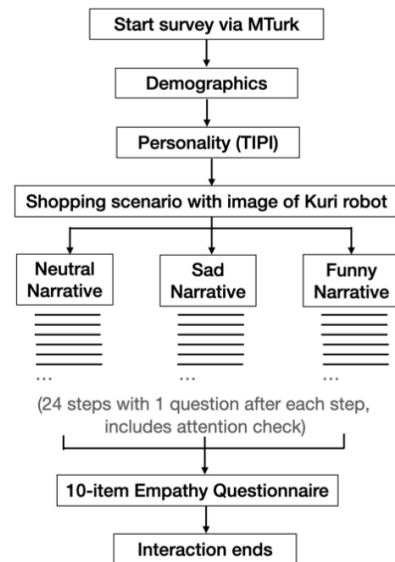 Start survey via MTurk
Demographics
Personality (TIPI)
Shopping scenario with image of Kuri robot
Neutral
Narrative
Sad
Narrative
Funny
Narrative
...
...
...
(24 steps with 1 question after each step,
includes attention check)
10-item Empathy Questionnaire
Interaction ends